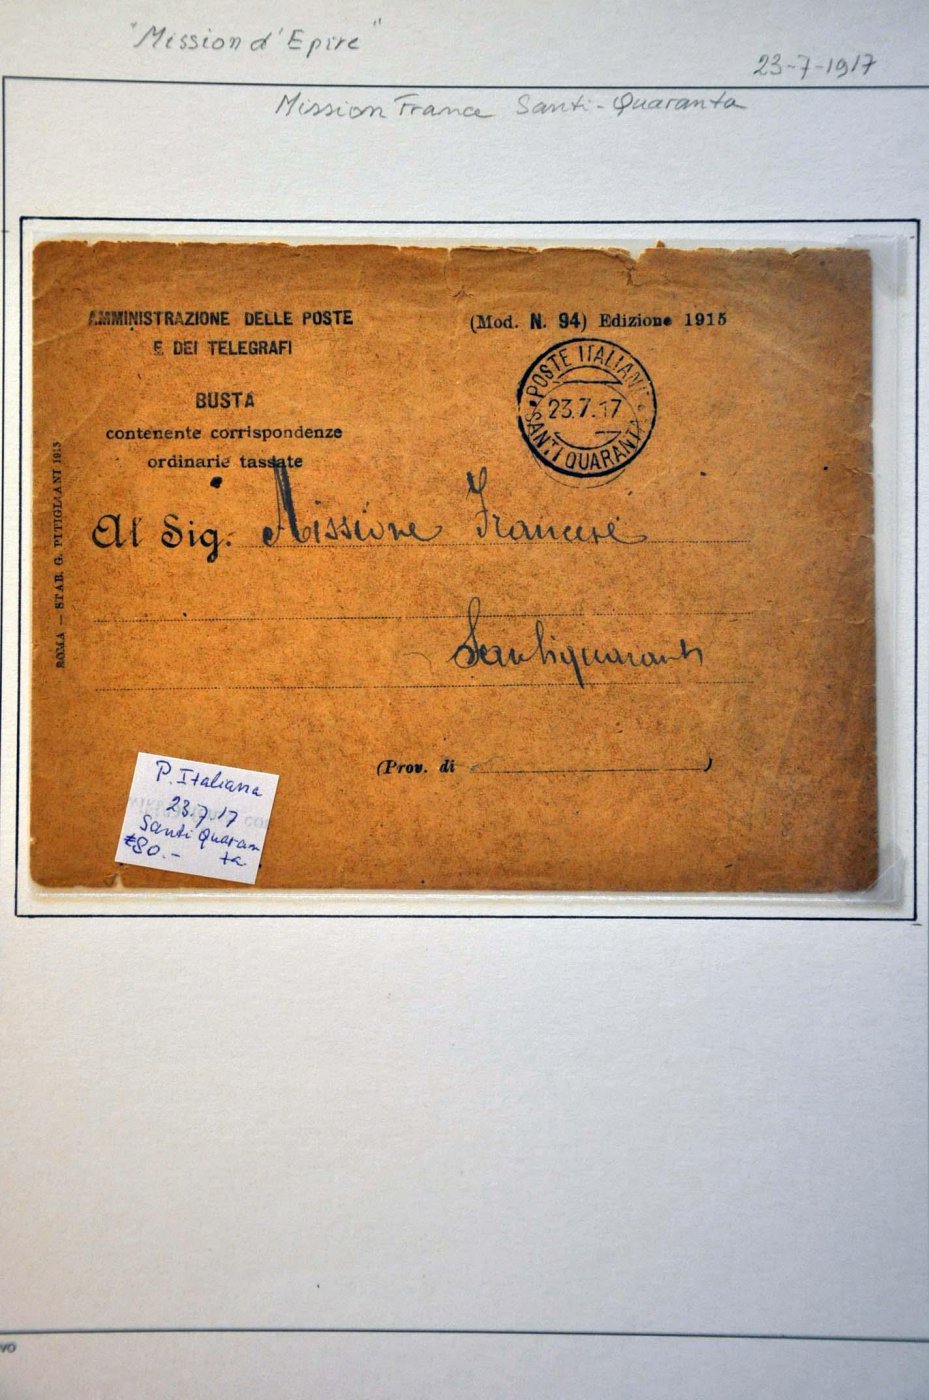 "Mission d'Epire"
23-7-1917
Mission France Santi-Quaranta
AMMINISTRAZIONE DELLE POSTE
E DEI TELEGRAFI
(Mod. N. 94) Edizione 1915
BUSTA
contenente corrispondenze
ordinarie tassate
POSTE ITALIANE
23.7.17
SANTI QUARANTA
ROMA — STAB. G. PITIGLIANI 1915
Al Sig. Missione Francese
Santiquaranta
(Prov. di )
P. Italiana
23.7.17
Santi Quaran
ta
€80.-
VO